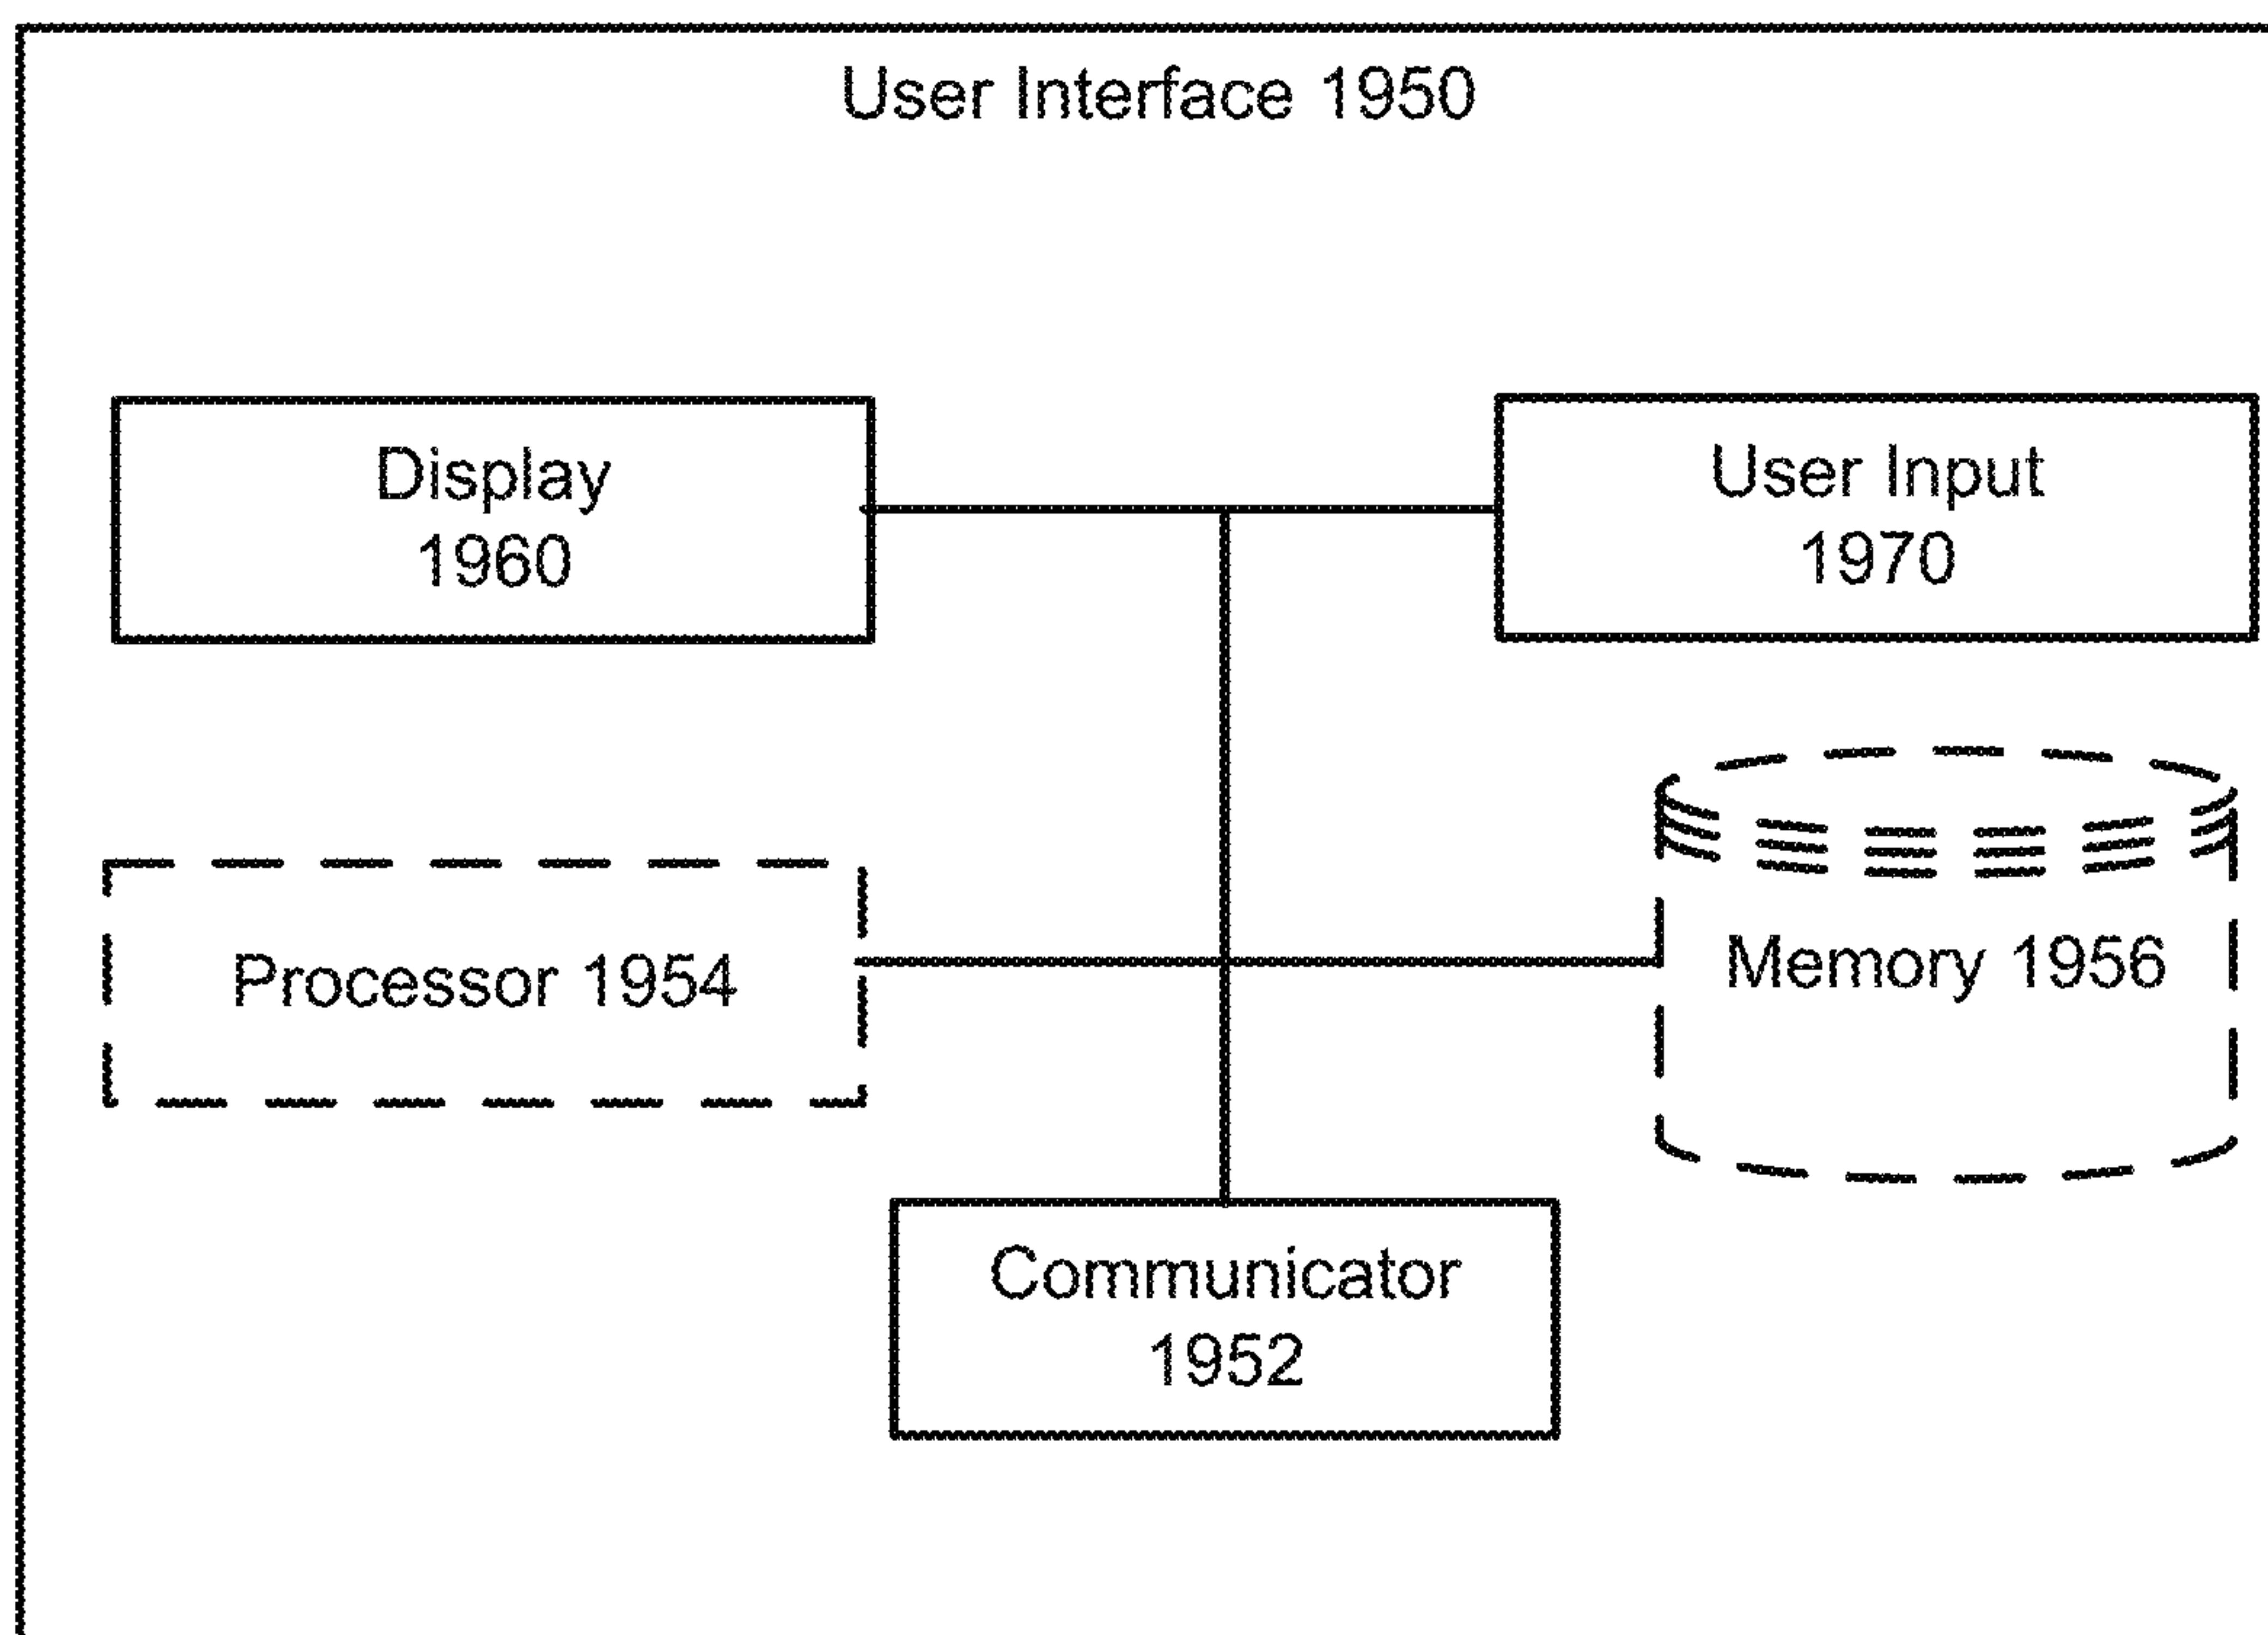 User Interface 1950
Display
1960
User Input
1970
Processor 1954
Memory 1956
Communicator
1952